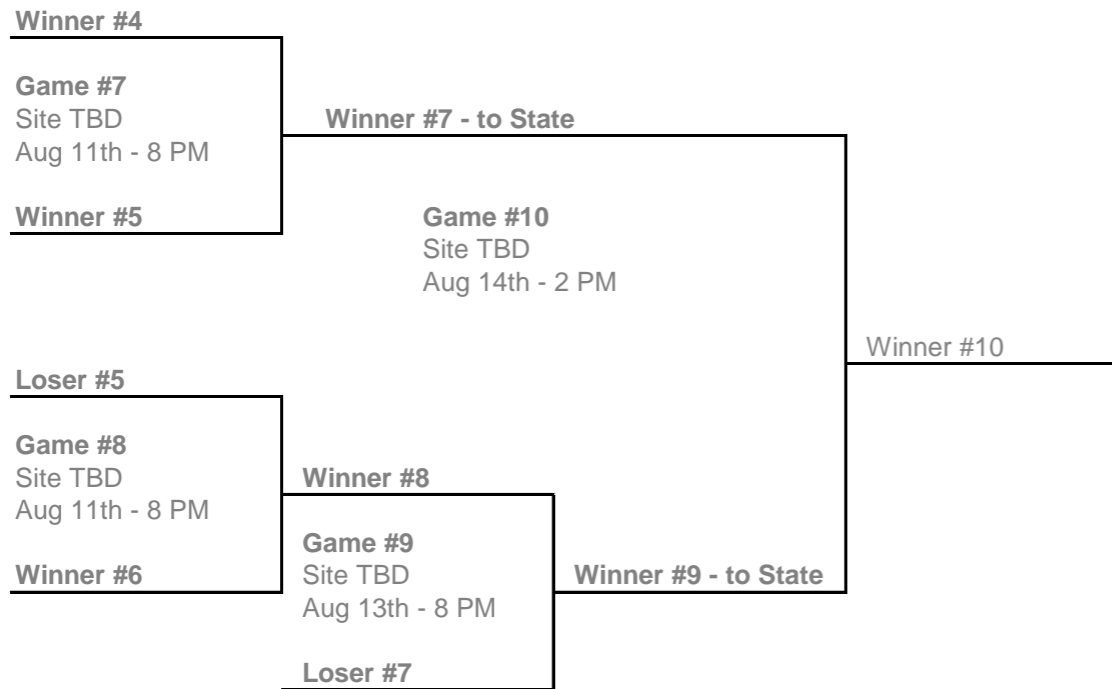 Winner #4
Game #7
Site TBD
Aug 11th - 8 PM
Winner #7 - to State
Winner #5
Game #10
Site TBD
Aug 14th - 2 PM
Winner #10
Loser #5
Game #8
Site TBD
Aug 11th - 8 PM
Winner #8
Winner #6
Game #9
Site TBD
Aug 13th - 8 PM
Winner #9 - to State
Loser #7